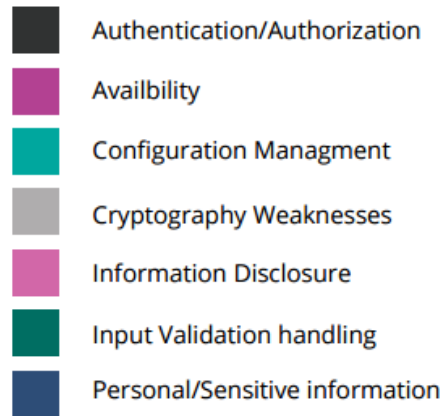 Authentication/Authorization
Availbility
Configuration Managment
Cryptography Weaknesses
Information Disclosure
Input Validation handling
Personal/Sensitive information